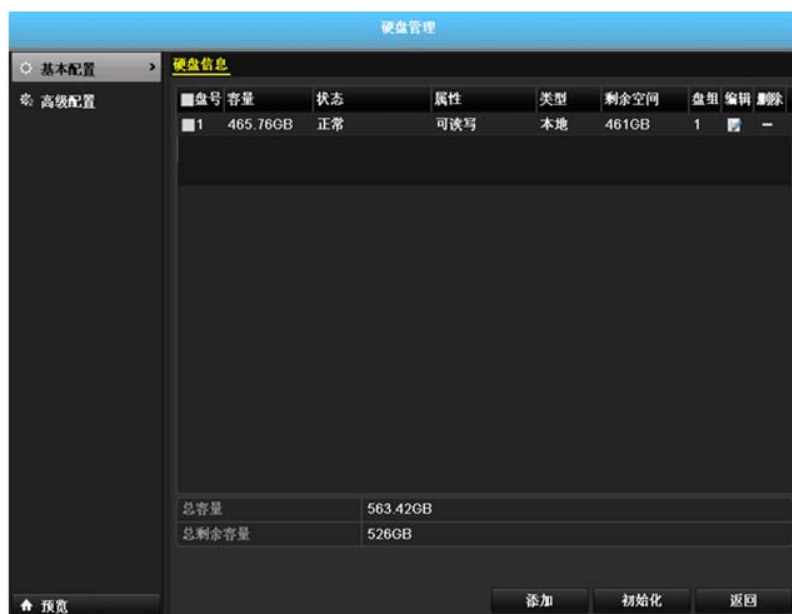 硬盘管理
基本配置
高级配置
硬盘信息
盘号 容量 状态 属性 类型 剩余空间 盘组 编辑 删除
1 465.76GB 正常 可读写 本地 461GB 1
总容量 563.42GB
总剩余容量 526GB
预览
添加 初始化 返回